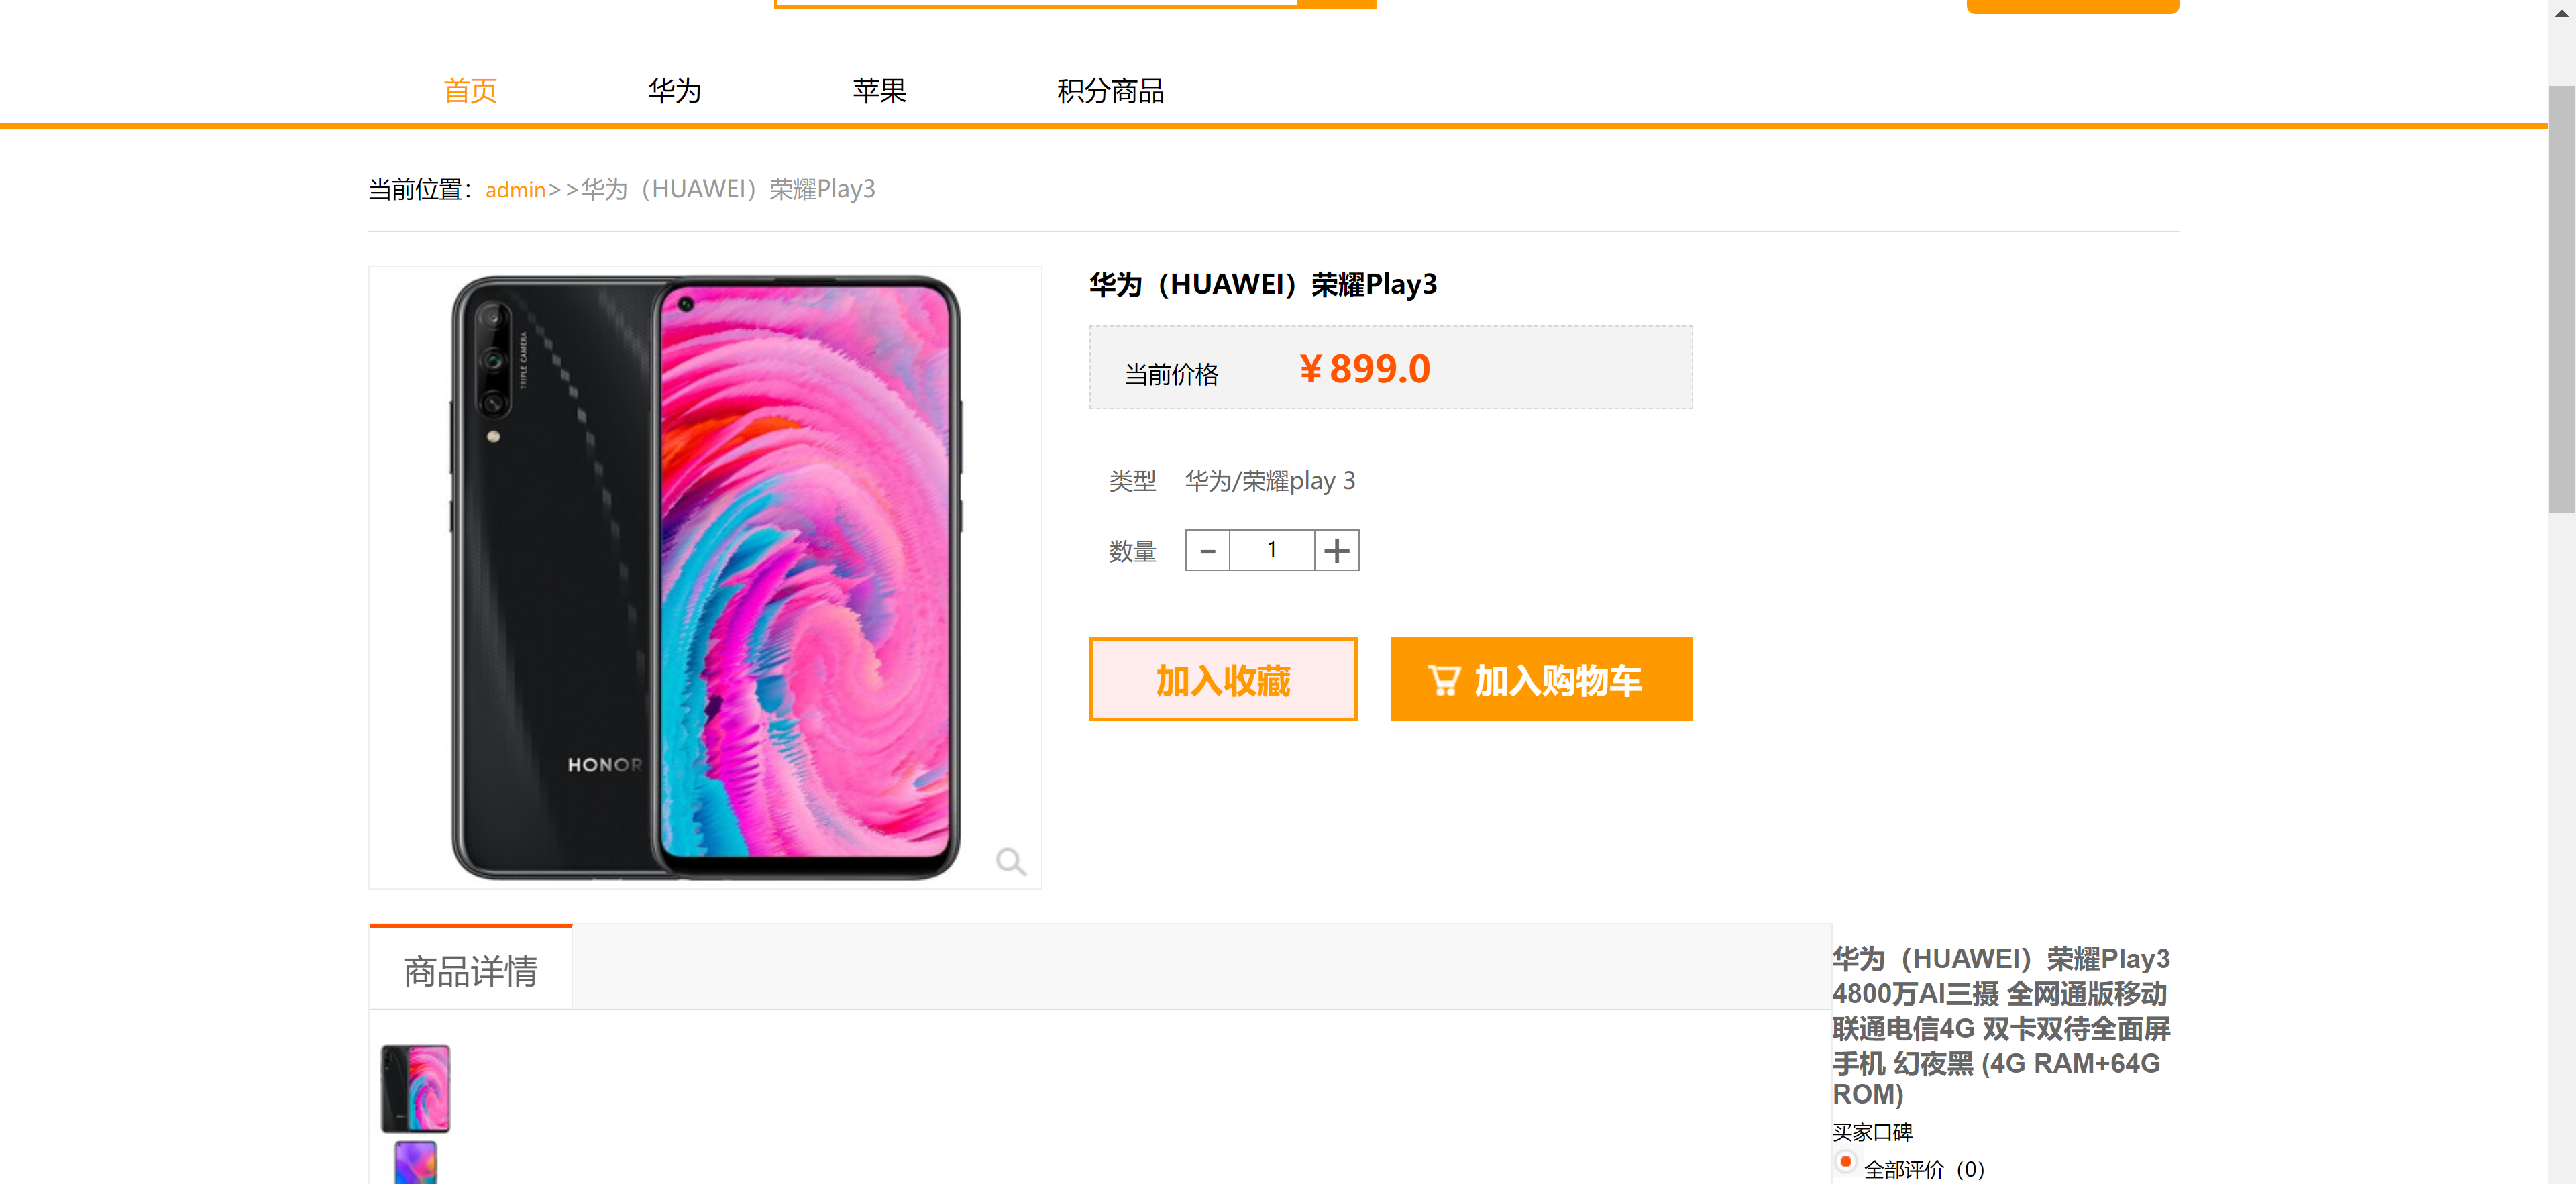 首页 华为 苹果 积分商品
当前位置：admin>>华为（HUAWEI）荣耀Play3
TRIPLE CAMERA
HONOR
华为（HUAWEI）荣耀Play3
当前价格 ¥899.0
类型 华为/荣耀play 3
数量 - 1 +
加入收藏 加入购物车
商品详情
华为（HUAWEI）荣耀Play3
4800万AI三摄 全网通版移动
联通电信4G 双卡双待全面屏
手机 幻夜黑 (4G RAM+64G
ROM)
买家口碑
全部评价（0）